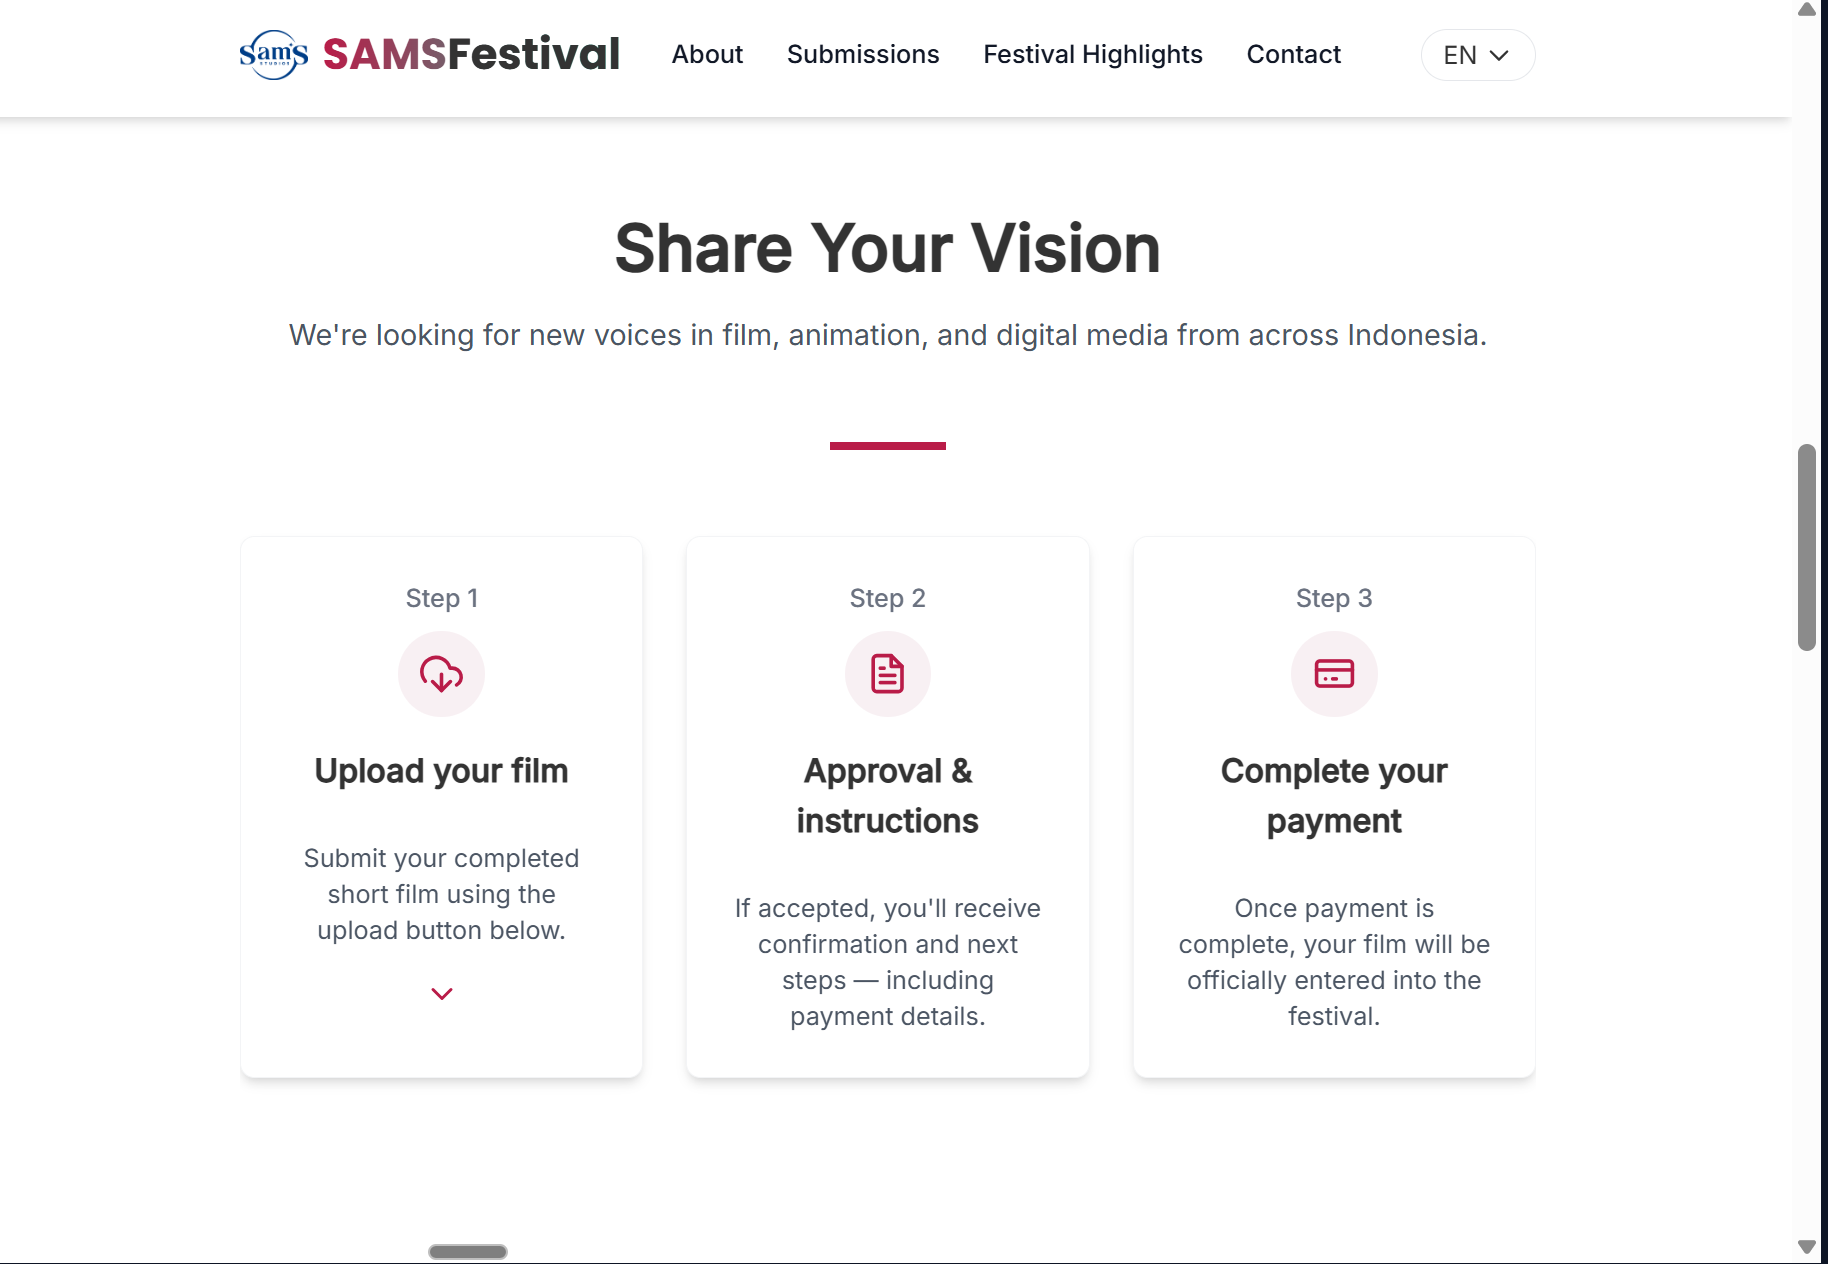 Sam's
STUDIOS
SAMSFestival
About
Submissions
Festival Highlights
Contact
EN
Share Your Vision
We're looking for new voices in film, animation, and digital media from across Indonesia.
Step 1
Upload your film
Submit your completed
short film using the
upload button below.
Step 2
Approval &
instructions
If accepted, you'll receive
confirmation and next
steps — including
payment details.
Step 3
Complete your
payment
Once payment is
complete, your film will be
officially entered into the
festival.